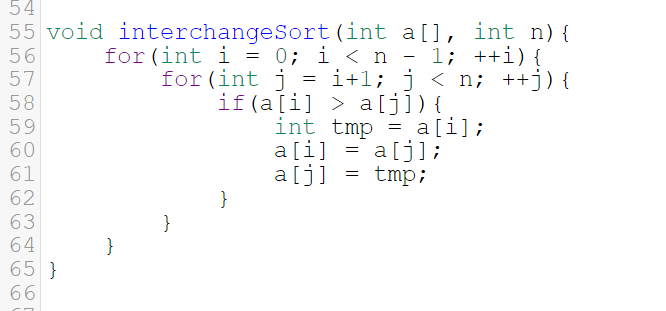 54
55 void interchangeSort(int a[], int n){
56     for(int i = 0; i < n - 1; ++i){
57         for(int j = i+1; j < n; ++j){
58             if(a[i] > a[j]){
59                 int tmp = a[i];
60                 a[i] = a[j];
61                 a[j] = tmp;
62             }
63         }
64     }
65 }
66